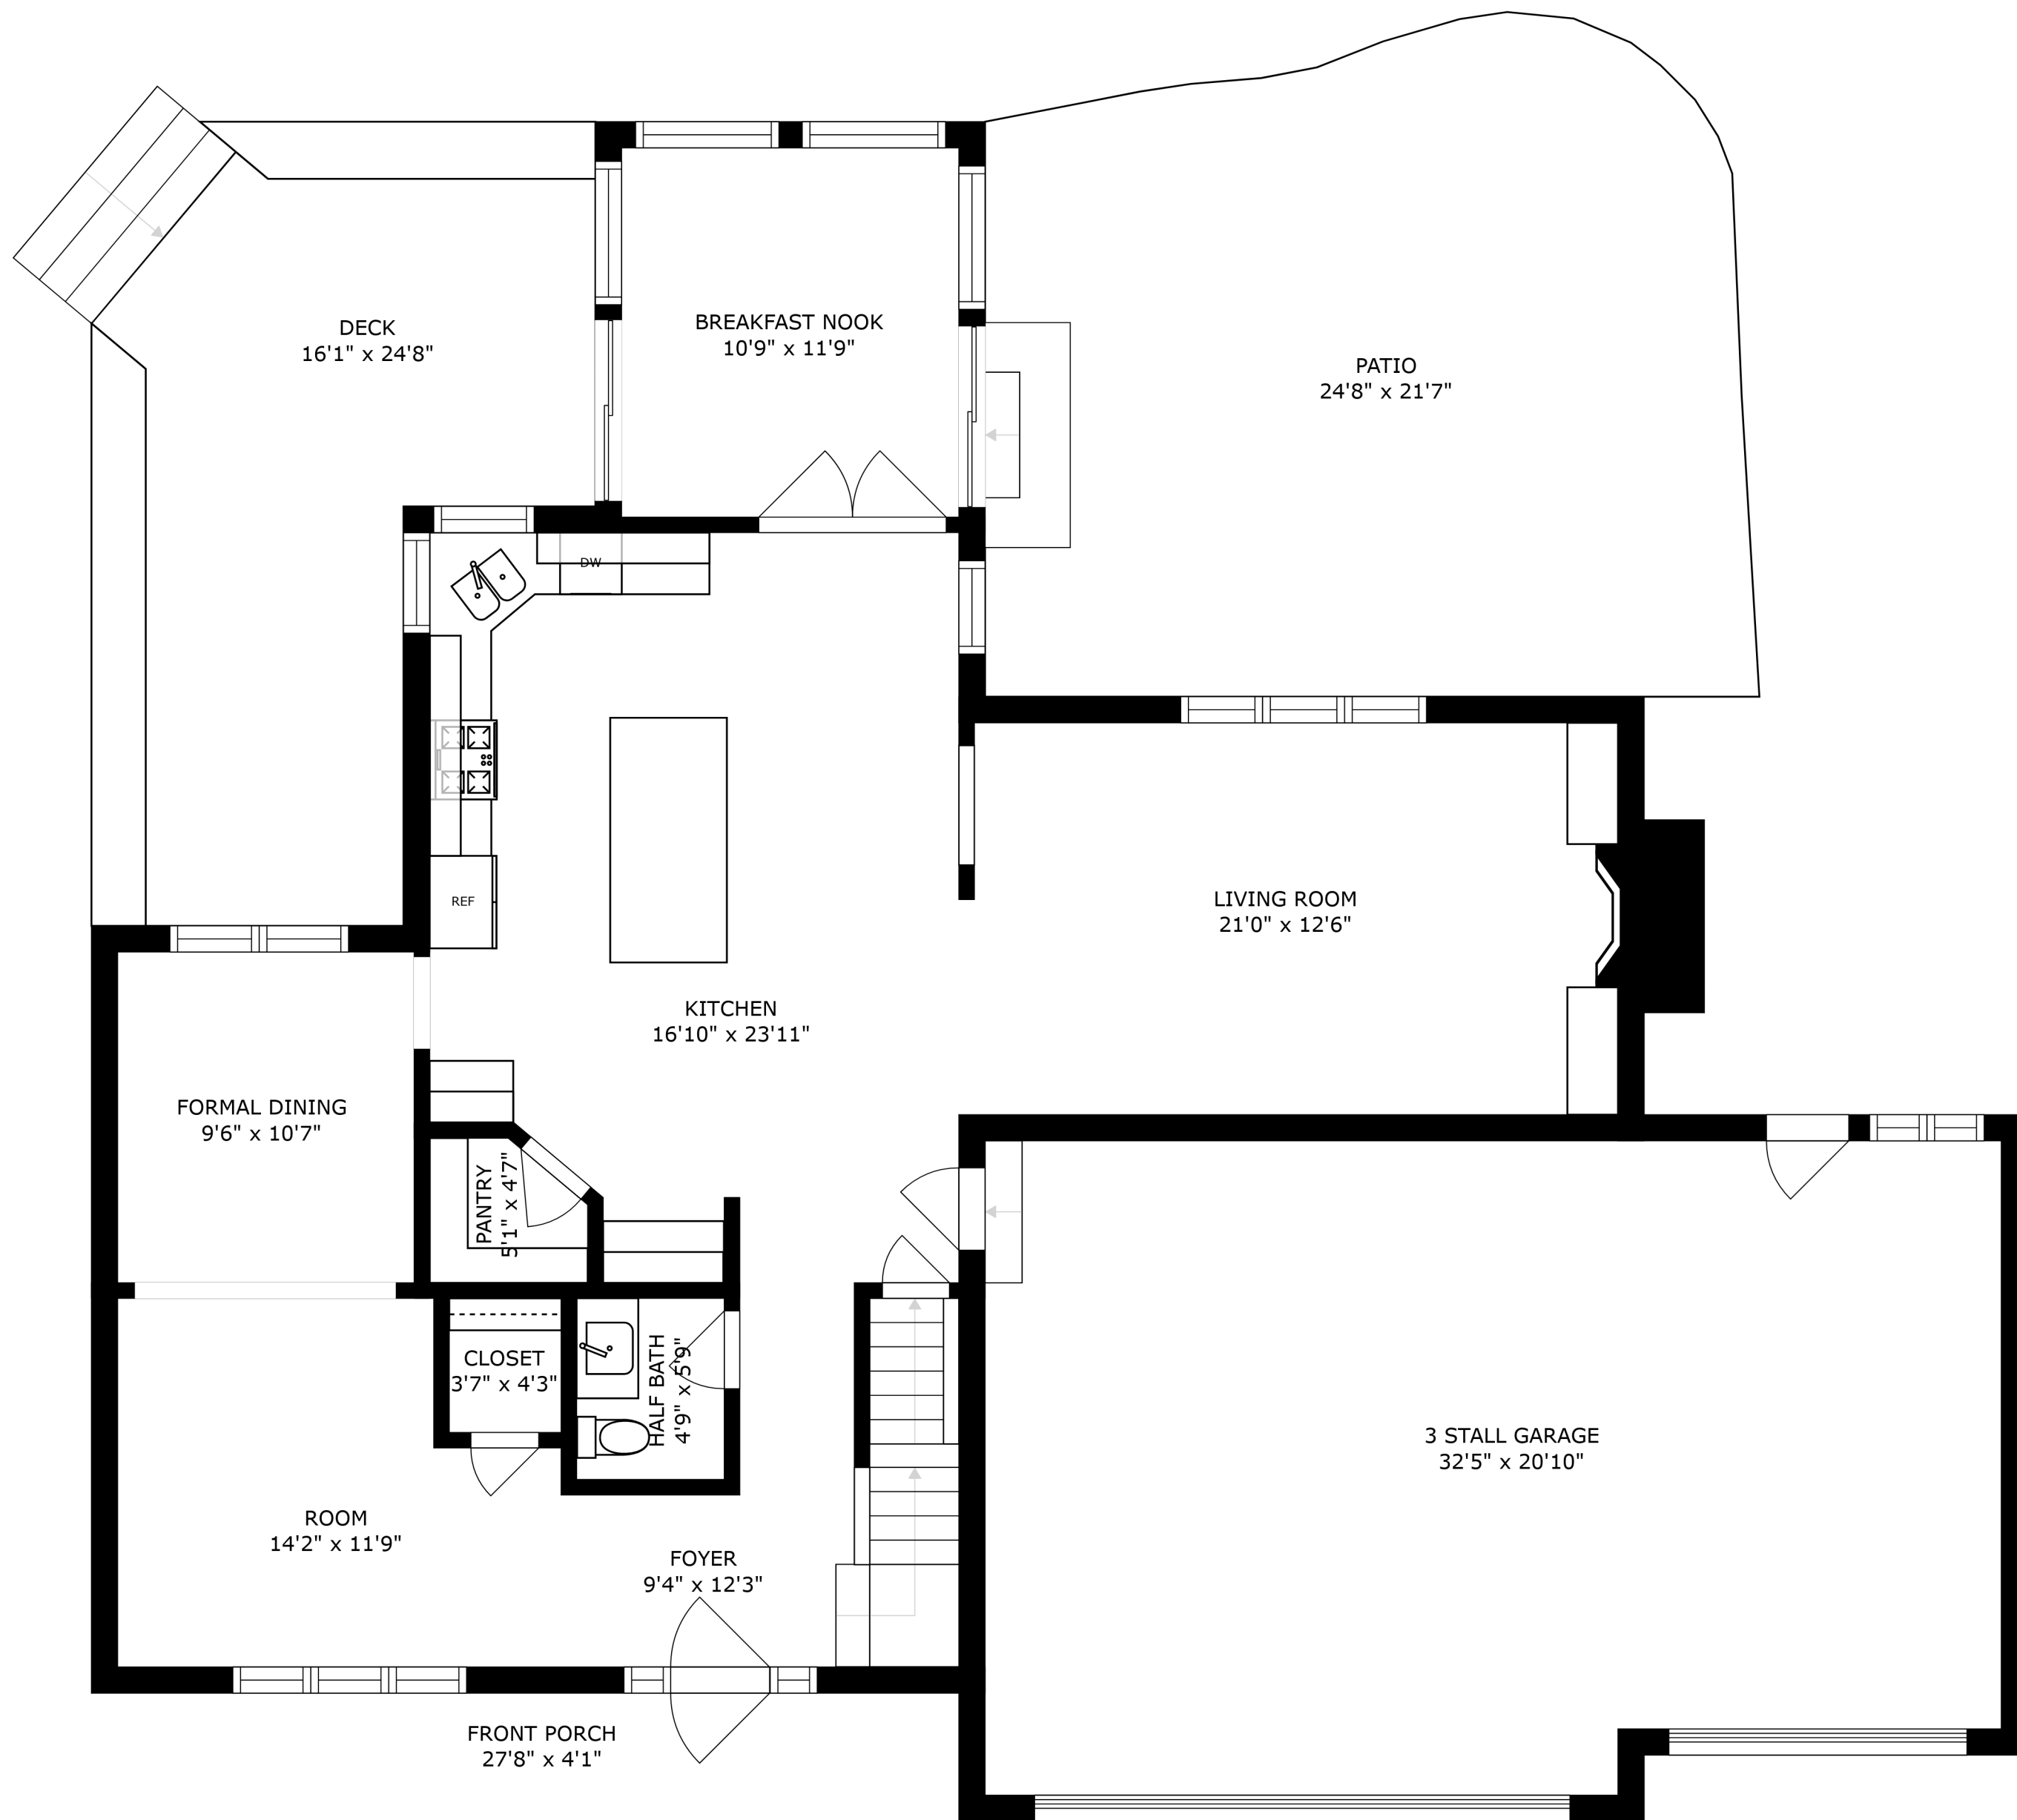 DECK
16'1" x 24'8"
BREAKFAST NOOK
10'9" x 11'9"
PATIO
24'8" x 21'7"
DW
REF
LIVING ROOM
21'0" x 12'6"
KITCHEN
16'10" x 23'11"
FORMAL DINING
9'6" x 10'7"
PANTRY
5'1" x 4'7"
CLOSET
3'7" x 4'3"
HALF BATH
4'9" x 5'9"
3 STALL GARAGE
32'5" x 20'10"
ROOM
14'2" x 11'9"
FOYER
9'4" x 12'3"
FRONT PORCH
27'8" x 4'1"